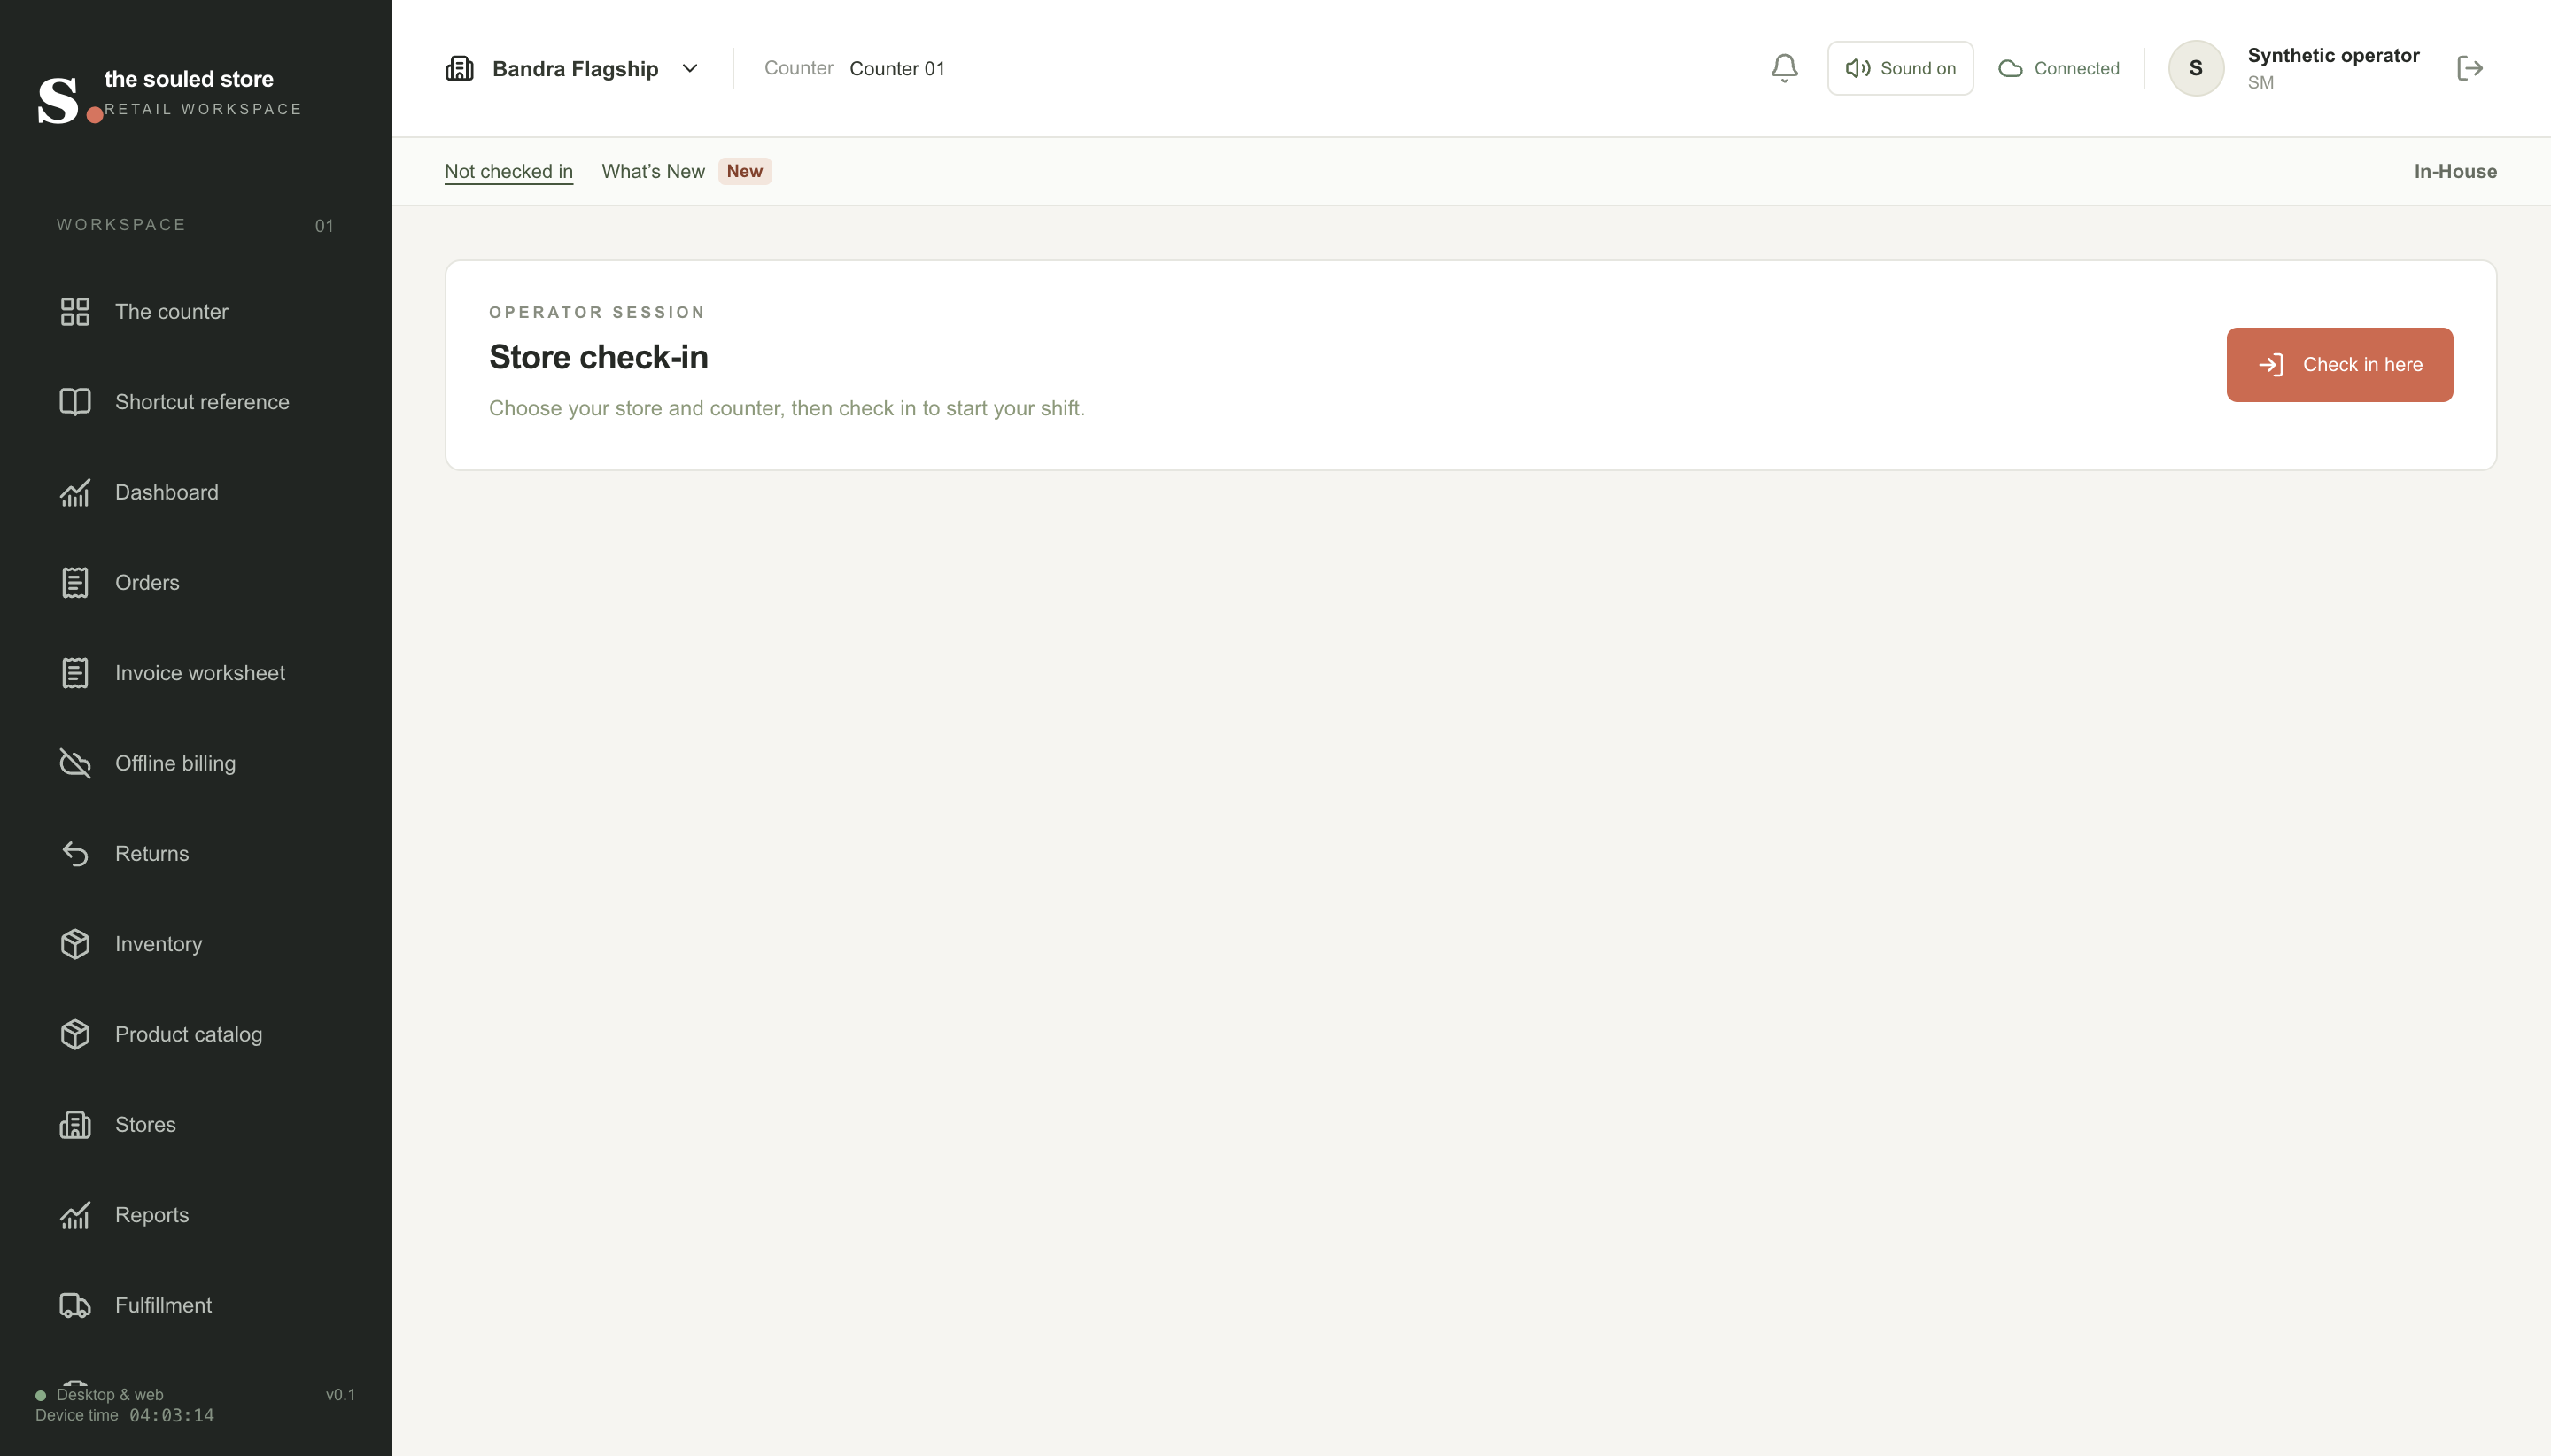 S.
the souled store
RETAIL WORKSPACE
WORKSPACE 01
The counter
Shortcut reference
Dashboard
Orders
Invoice worksheet
Offline billing
Returns
Inventory
Product catalog
Stores
Reports
Fulfillment
Desktop & web v0.1
Device time 04:03:14
Bandra Flagship Counter Counter 01
Sound on Connected S Synthetic operator
SM
Not checked in What’s New New In-House
OPERATOR SESSION
Store check-in
Choose your store and counter, then check in to start your shift.
Check in here